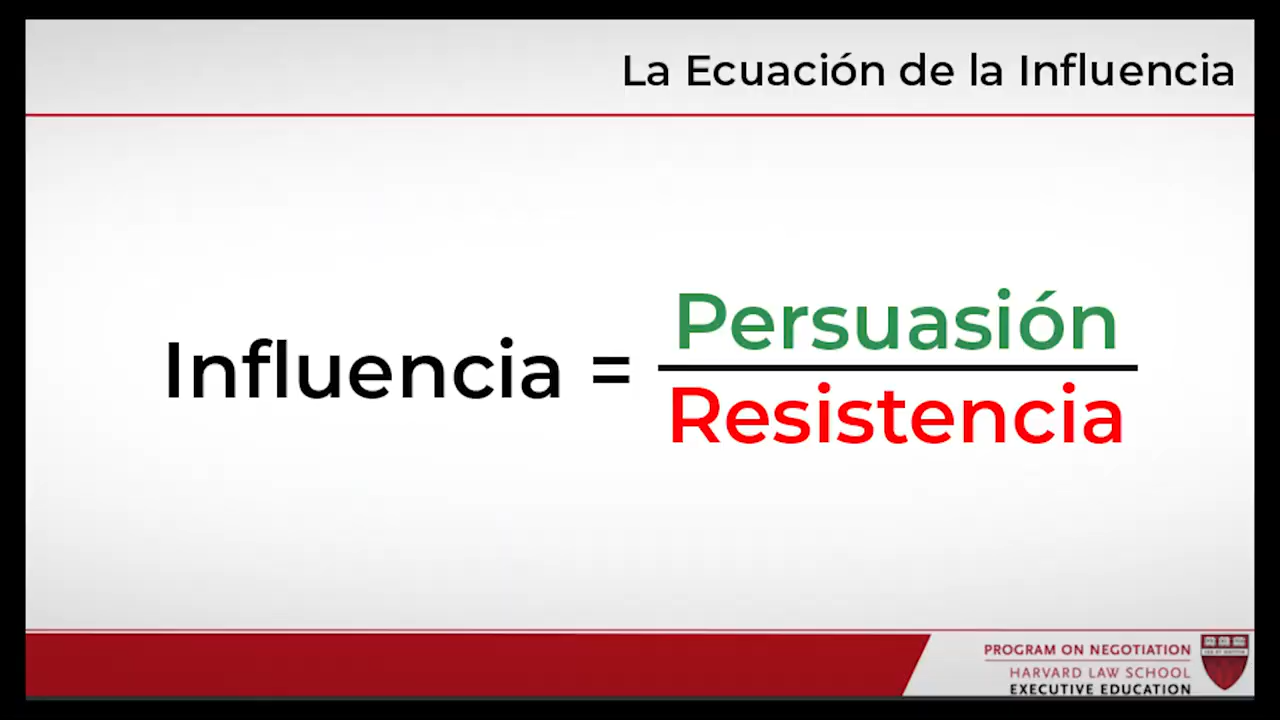 La Ecuación de la Influencia
Influencia = Persuasión
Resistencia
PROGRAM ON NEGOTIATION
HARVARD LAW SCHOOL
EXECUTIVE EDUCATION